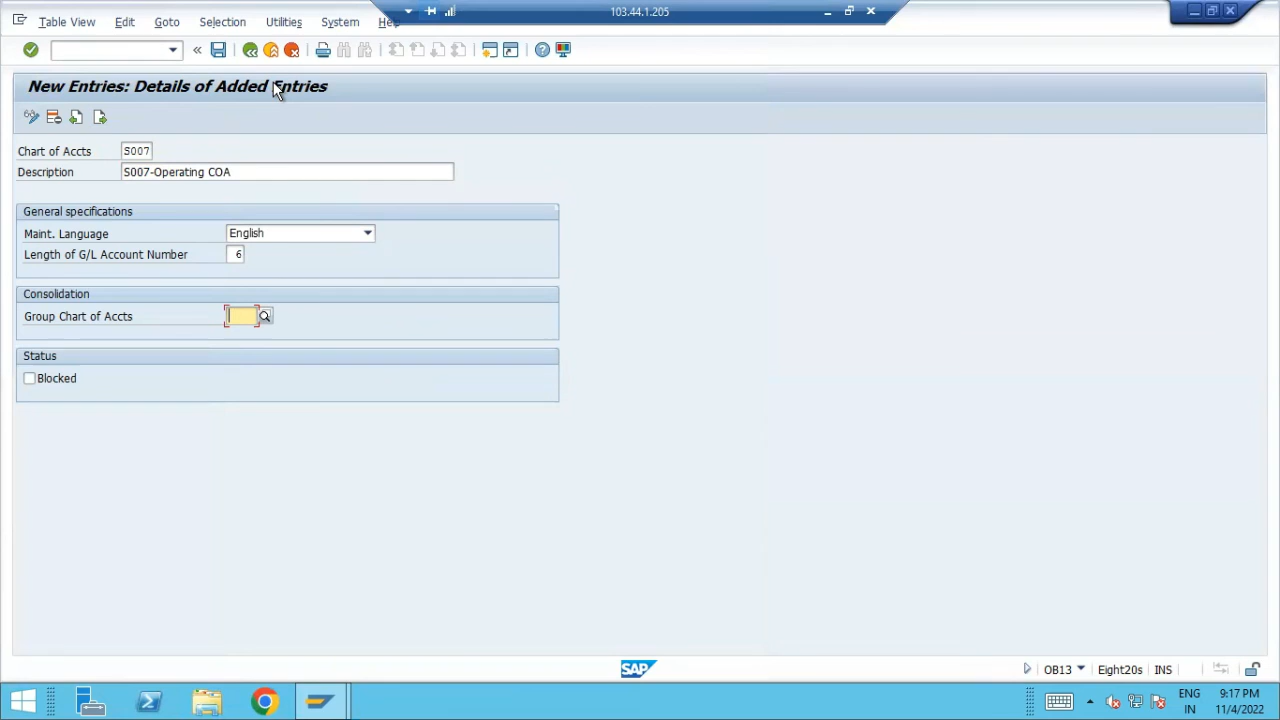 103.44.1.205
Table View Edit Goto Selection Utilities System Help
New Entries: Details of Added Entries
Chart of Accts S007
Description S007-Operating COA
General specifications
Maint. Language English
Length of G/L Account Number 6
Consolidation
Group Chart of Accts
Status
Blocked
SAP
OB13 Eight20s INS
ENG 9:17 PM
IN 11/4/2022